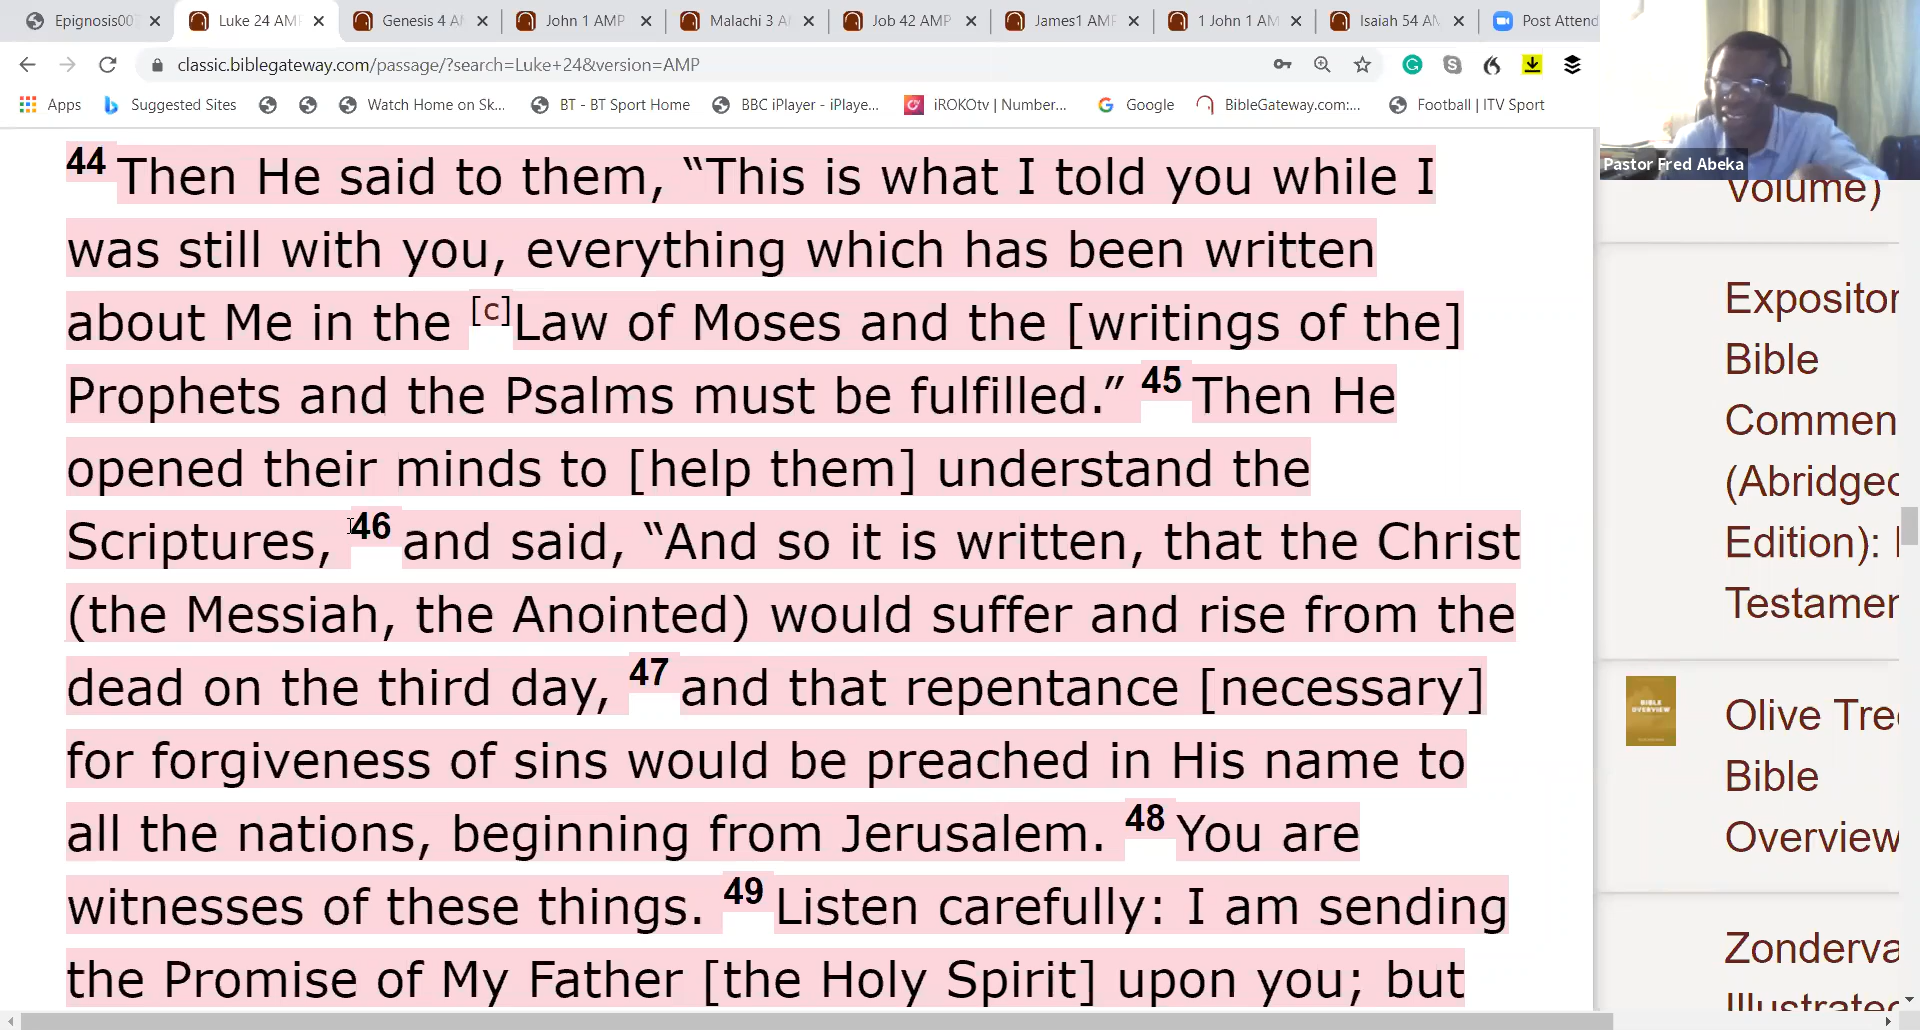 Epignosis00
Luke 24 AM
Genesis 4 A
John 1 AMP
Malachi 3 A
Job 42 AMP
James1 AM
1 John 1 AM
Isaiah 54 A
Post Attend
classic.biblegateway.com/passage/?search=Luke+24&version=AMP
Apps
Suggested Sites
Watch Home on Sk...
BT - BT Sport Home
BBC iPlayer - iPlaye...
iROKOtv | Number...
Google
BibleGateway.com:...
Football | ITV Sport
Pastor Fred Abeka
44 Then He said to them, “This is what I told you while I
was still with you, everything which has been written
about Me in the [c]Law of Moses and the [writings of the]
Prophets and the Psalms must be fulfilled.” 45 Then He
opened their minds to [help them] understand the
Scriptures, 46 and said, “And so it is written, that the Christ
(the Messiah, the Anointed) would suffer and rise from the
dead on the third day, 47 and that repentance [necessary]
for forgiveness of sins would be preached in His name to
all the nations, beginning from Jerusalem. 48 You are
witnesses of these things. 49 Listen carefully: I am sending
the Promise of My Father [the Holy Spirit] upon you; but
Volume)
Expositor
Bible
Commen
(Abridged
Edition):
Testamen
BIBLE
OVERVIEW
Olive Tree
Bible
Overview
Zonderva
Illustrated